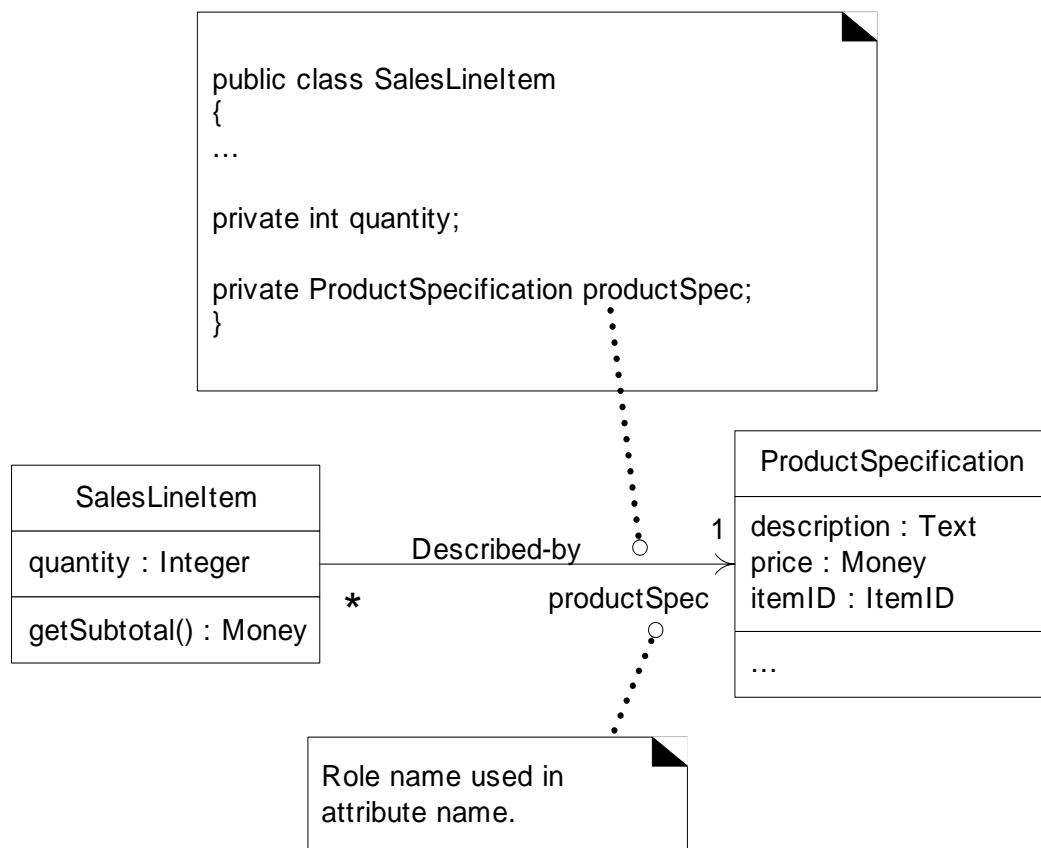 public class SalesLineItem
{
...
private int quantity;
private ProductSpecification productSpec;
}
SalesLineItem
quantity : Integer
getSubtotal() : Money
Described-by
*
1
productSpec
ProductSpecification
description : Text
price : Money
itemID : ItemID
...
Role name used in
attribute name.